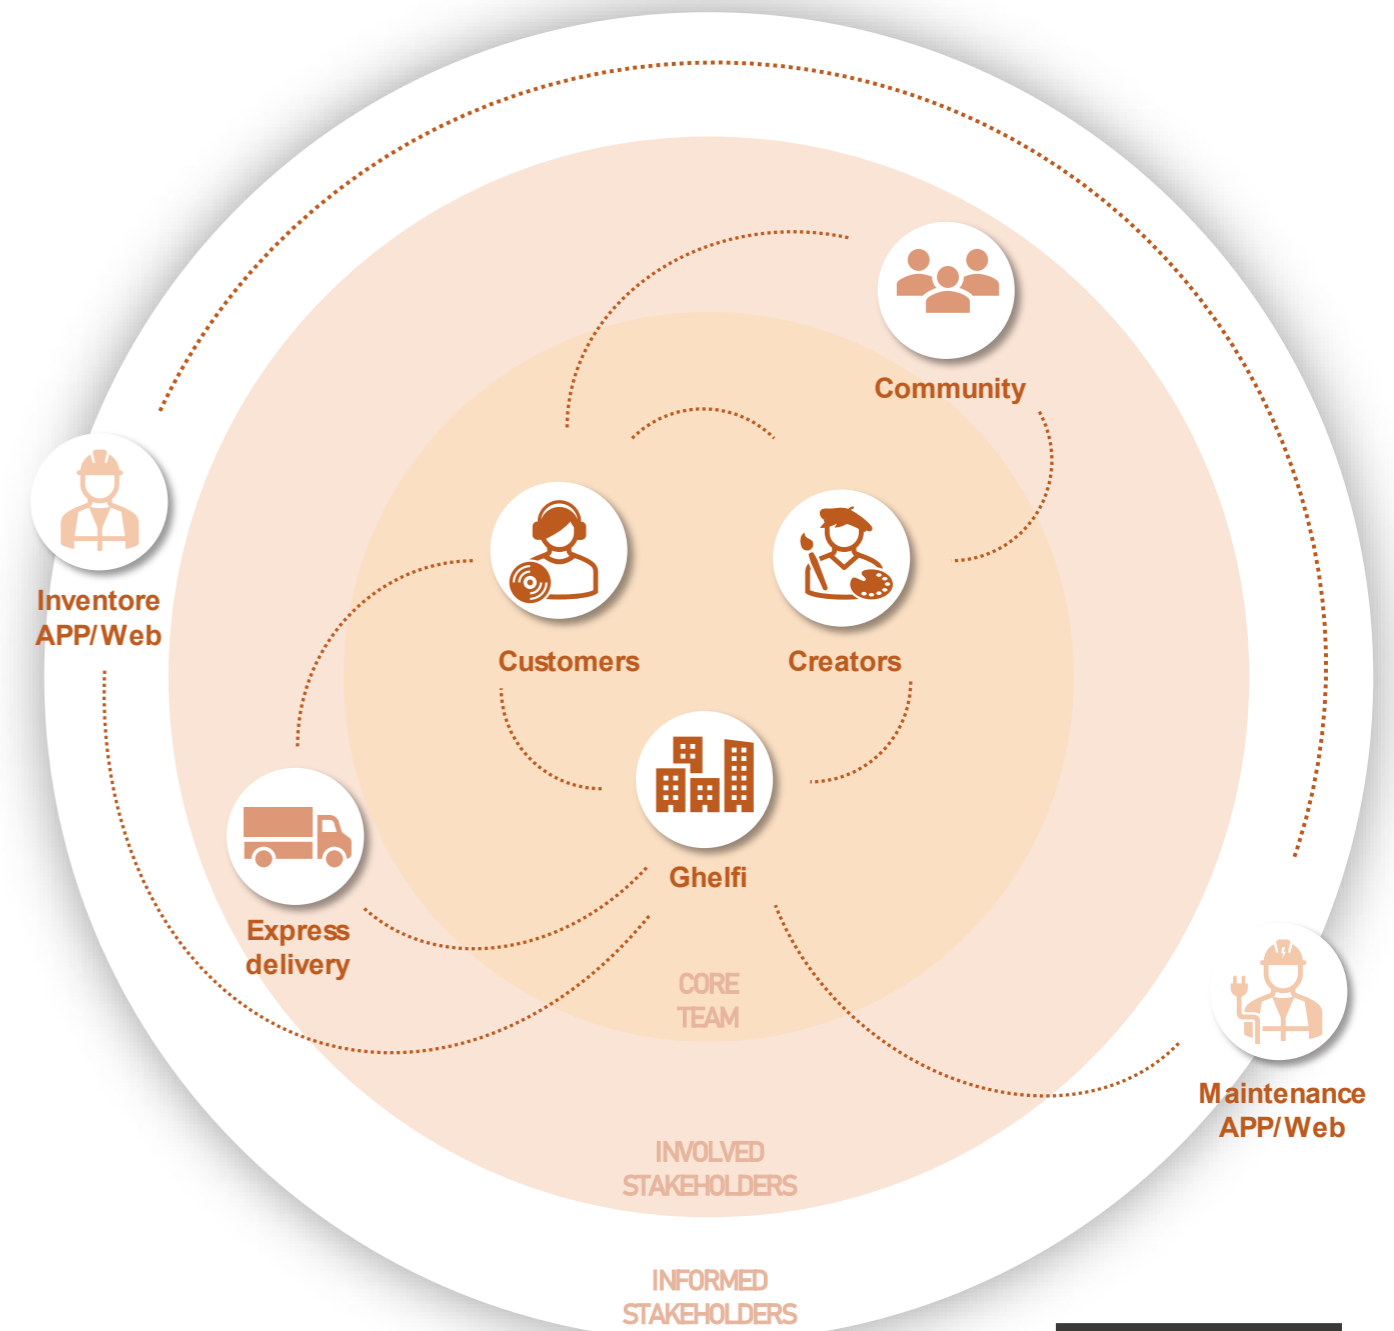 Community
Inventore
APP/Web
Customers
Creators
Ghelfi
Express
delivery
CORE
TEAM
Maintenance
APP/Web
INVOLVED
STAKEHOLDERS
INFORMED
STAKEHOLDERS